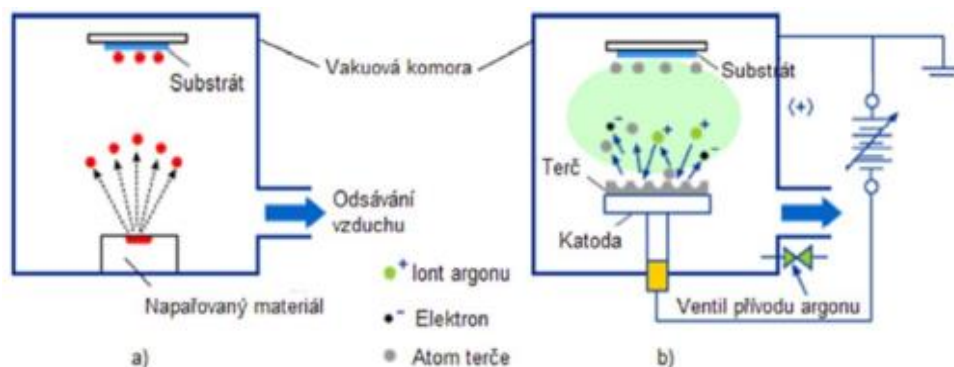 Substrát
Vakuová komora
Odsávání
vzduchu
Napařovaný materiál
a)
+
Iont argonu
-
Elektron
Atom terče
Substrát
(+)
-
+
+
-
Terč
Katoda
Ventil přívodu argonu
b)